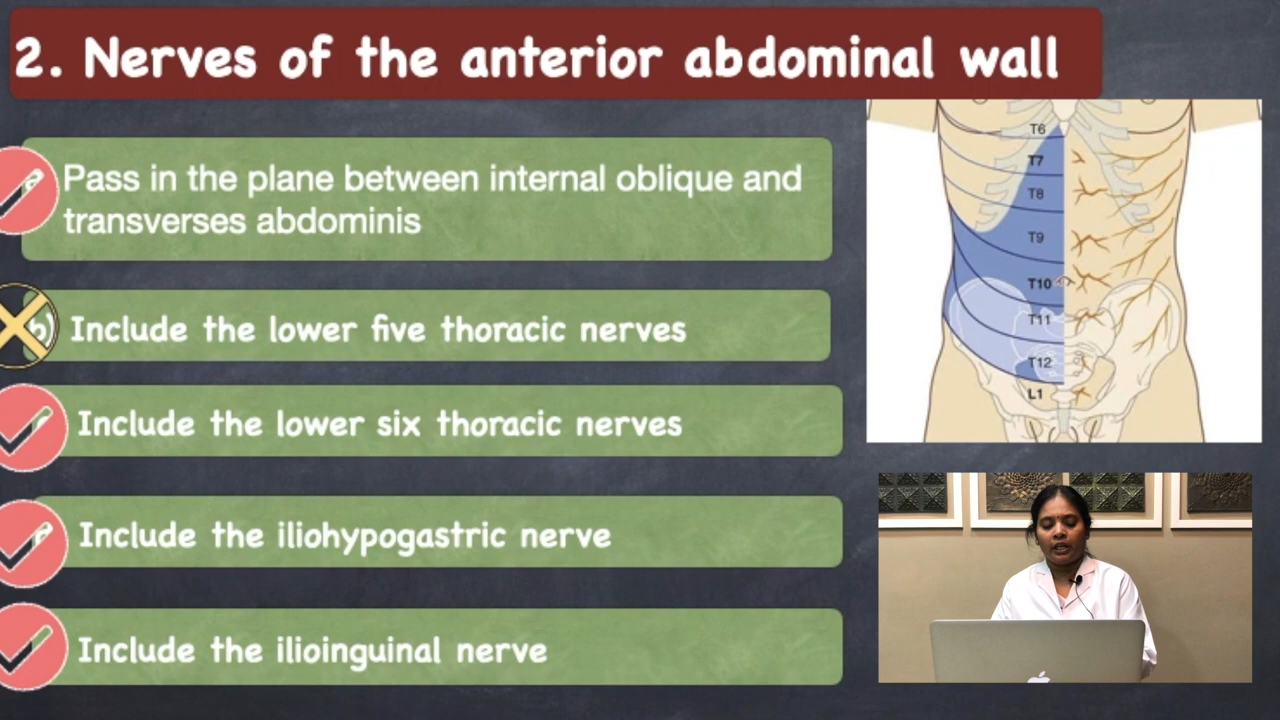 2. Nerves of the anterior abdominal wall
Pass in the plane between internal oblique and
transverses abdominis
b) Include the lower five thoracic nerves
Include the lower six thoracic nerves
Include the iliohypogastric nerve
Include the ilioinguinal nerve
T6
T7
T8
T9
T10
T11
T12
L1